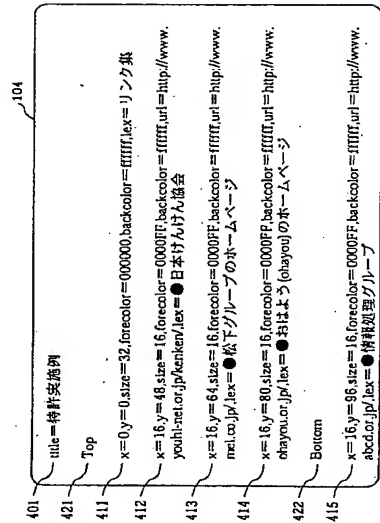 104
401 title=特許実施例
421 Top
411 x=0,y=0,size=32,forecolor=000000,backcolor=ffffff,lex=リンク集
412 x=16,y=48,size=16,forecolor=0000FF,backcolor=ffffff,url=http://www.
youhl-net.or.jp/kenken/,lex=●日本けんけん協会
413 x=16,y=64,size=16,forecolor=0000FF,backcolor=ffffff,url=http://www.
mei.co.jp/,lex=●松下グループのホームページ
414 x=16,y=80,size=16,forecolor=0000FF,backcolor=ffffff,url=http://www.
ohayou.or.jp/,lex=●おはよう(ohayou)のホームページ
422 Bottom
415 x=16,y=96,size=16,forecolor=0000FF,backcolor=ffffff,url=http://www.
abcd.or.jp/,lex=●情報処理グループ